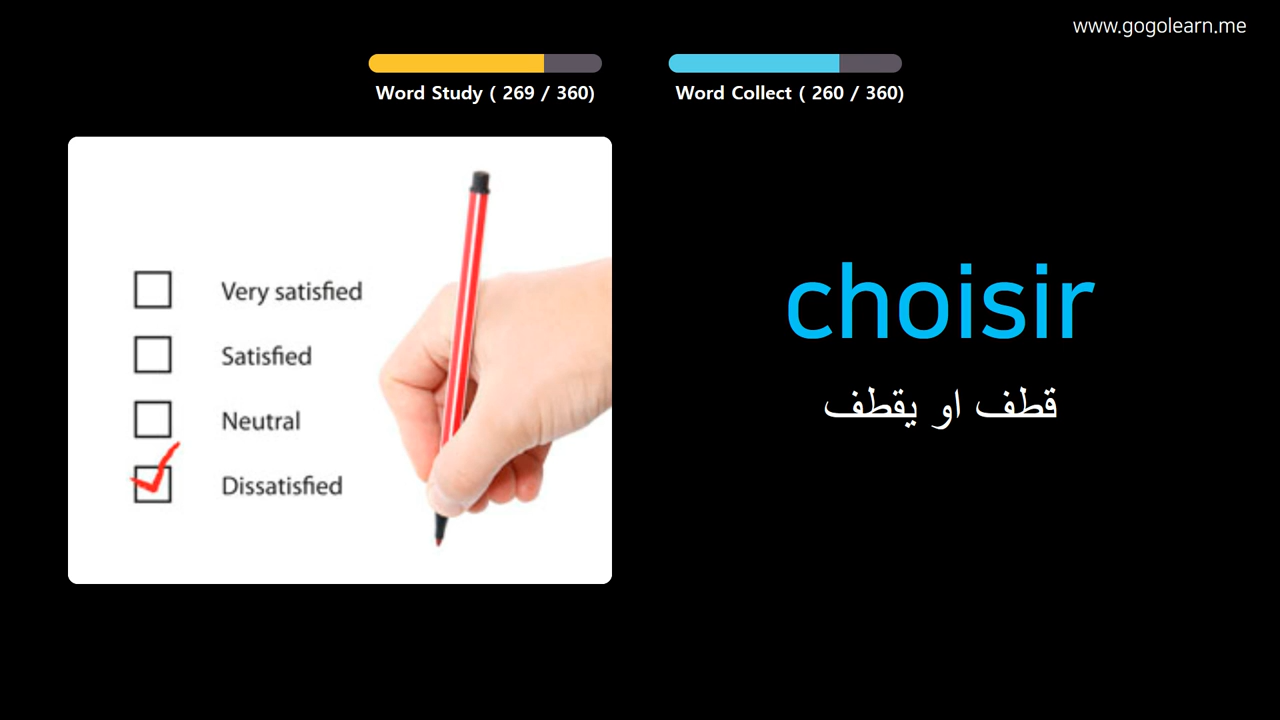 www.gogolearn.me
Word Study ( 269 / 360)
Word Collect ( 260 / 360)
Very satisfied
Satisfied
Neutral
Dissatisfied
choisir
قطف او يقطف